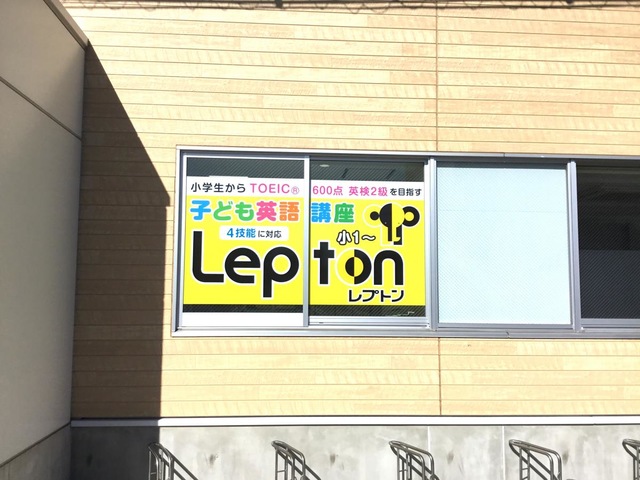 小学生から TOEIC® 600点 英検2級を目指す
子ども英語講座
4技能に対応
小1～
Lepton
レプトン